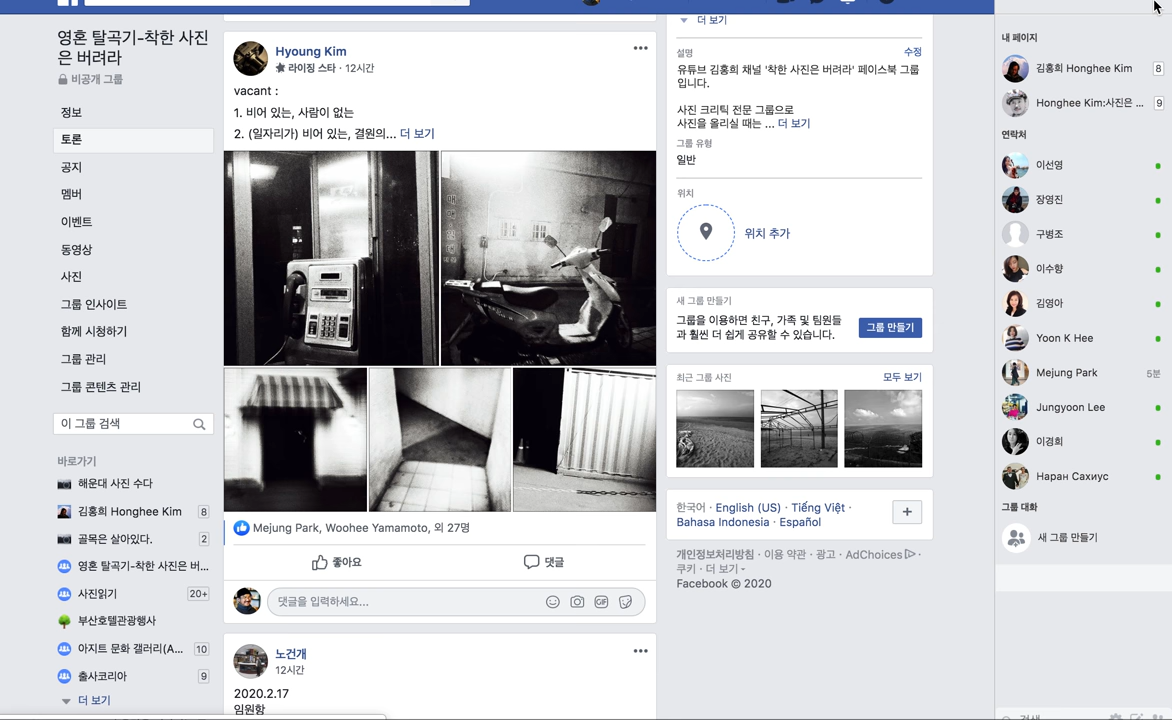 영혼 탈곡기-착한 사진
은 버려라
비공개 그룹
정보
토론
공지
멤버
이벤트
동영상
사진
그룹 인사이트
함께 시청하기
그룹 관리
그룹 콘텐츠 관리
이 그룹 검색
바로가기
해운대 사진 수다
김홍희 Honghee Kim 8
골목은 살아있다. 2
영혼 탈곡기-착한 사진은 버...
사진읽기 20+
부산호텔관광행사
아지트 문화 갤러리(A... 10
출사코리아 9
더 보기
Hyoung Kim
라이징 스타 · 12시간
vacant :
1. 비어 있는, 사람이 없는
2. (일자리가) 비어 있는, 결원의... 더 보기
Mejung Park, Woohee Yamamoto, 외 27명
좋아요
댓글
댓글을 입력하세요...
GIF
노건개
12시간
2020.2.17
임원항
더 보기
설명
수정
유튜브 김홍희 채널 '착한 사진은 버려라' 페이스북 그룹
입니다.
사진 크리틱 전문 그룹으로
사진을 올리실 때는 ... 더 보기
그룹 유형
일반
위치
위치 추가
새 그룹 만들기
그룹을 이용하면 친구, 가족 및 팀원들
과 훨씬 더 쉽게 공유할 수 있습니다.
그룹 만들기
최근 그룹 사진
모두 보기
한국어 · English (US) · Tiếng Việt ·
Bahasa Indonesia · Español
개인정보처리방침 · 이용 약관 · 광고 · AdChoices ·
쿠키 · 더 보기
Facebook © 2020
내 페이지
김홍희 Honghee Kim 8
Honghee Kim:사진은 ... 9
연락처
이선영
장영진
구병조
이수향
김영아
Yoon K Hee
Mejung Park 5분
Jungyoon Lee
이경희
Наран Сахиус
그룹 대화
새 그룹 만들기
검색